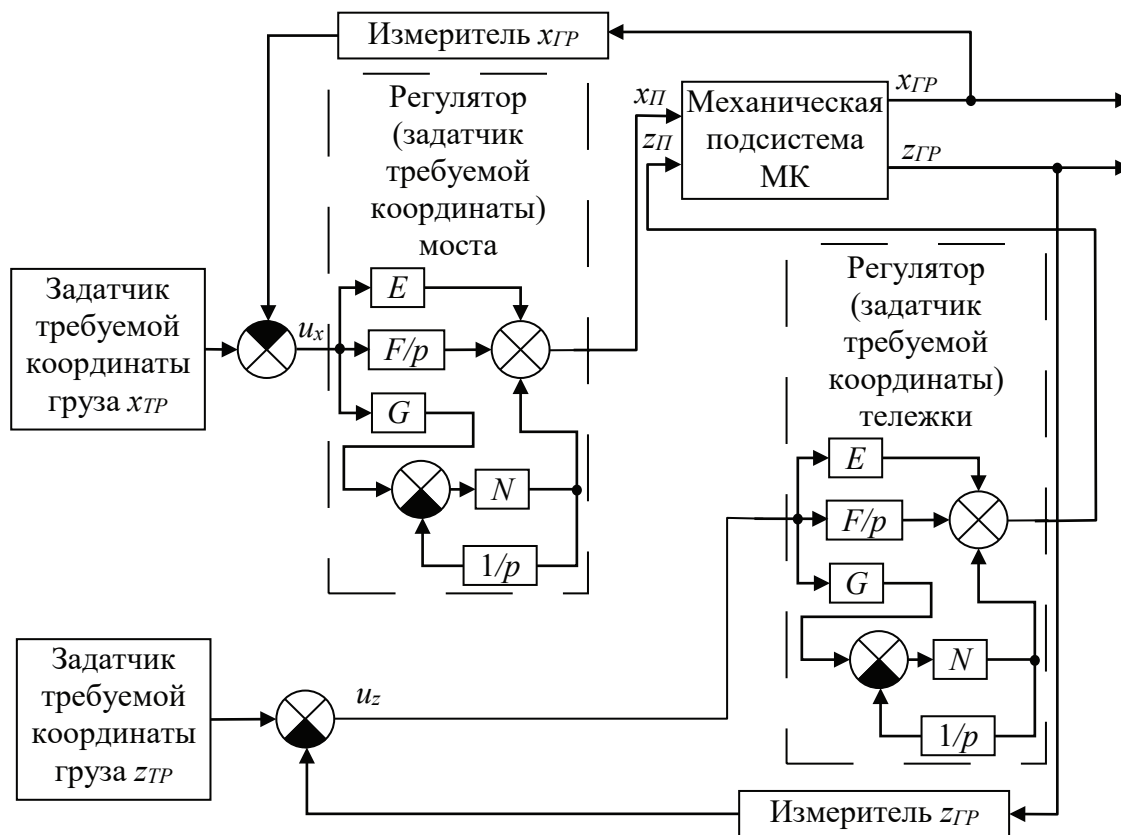 Измеритель xГР
Регулятор
(задатчик
требуемой
координаты)
моста
xП
zП
Механическая
подсистема
МК
xГР
zГР
Задатчик
требуемой
координаты
груза xТР
ux
E
F/p
G
N
1/p
Регулятор
(задатчик
требуемой
координаты)
тележки
E
F/p
G
N
1/p
Задатчик
требуемой
координаты
груза zТР
uz
Измеритель zГР